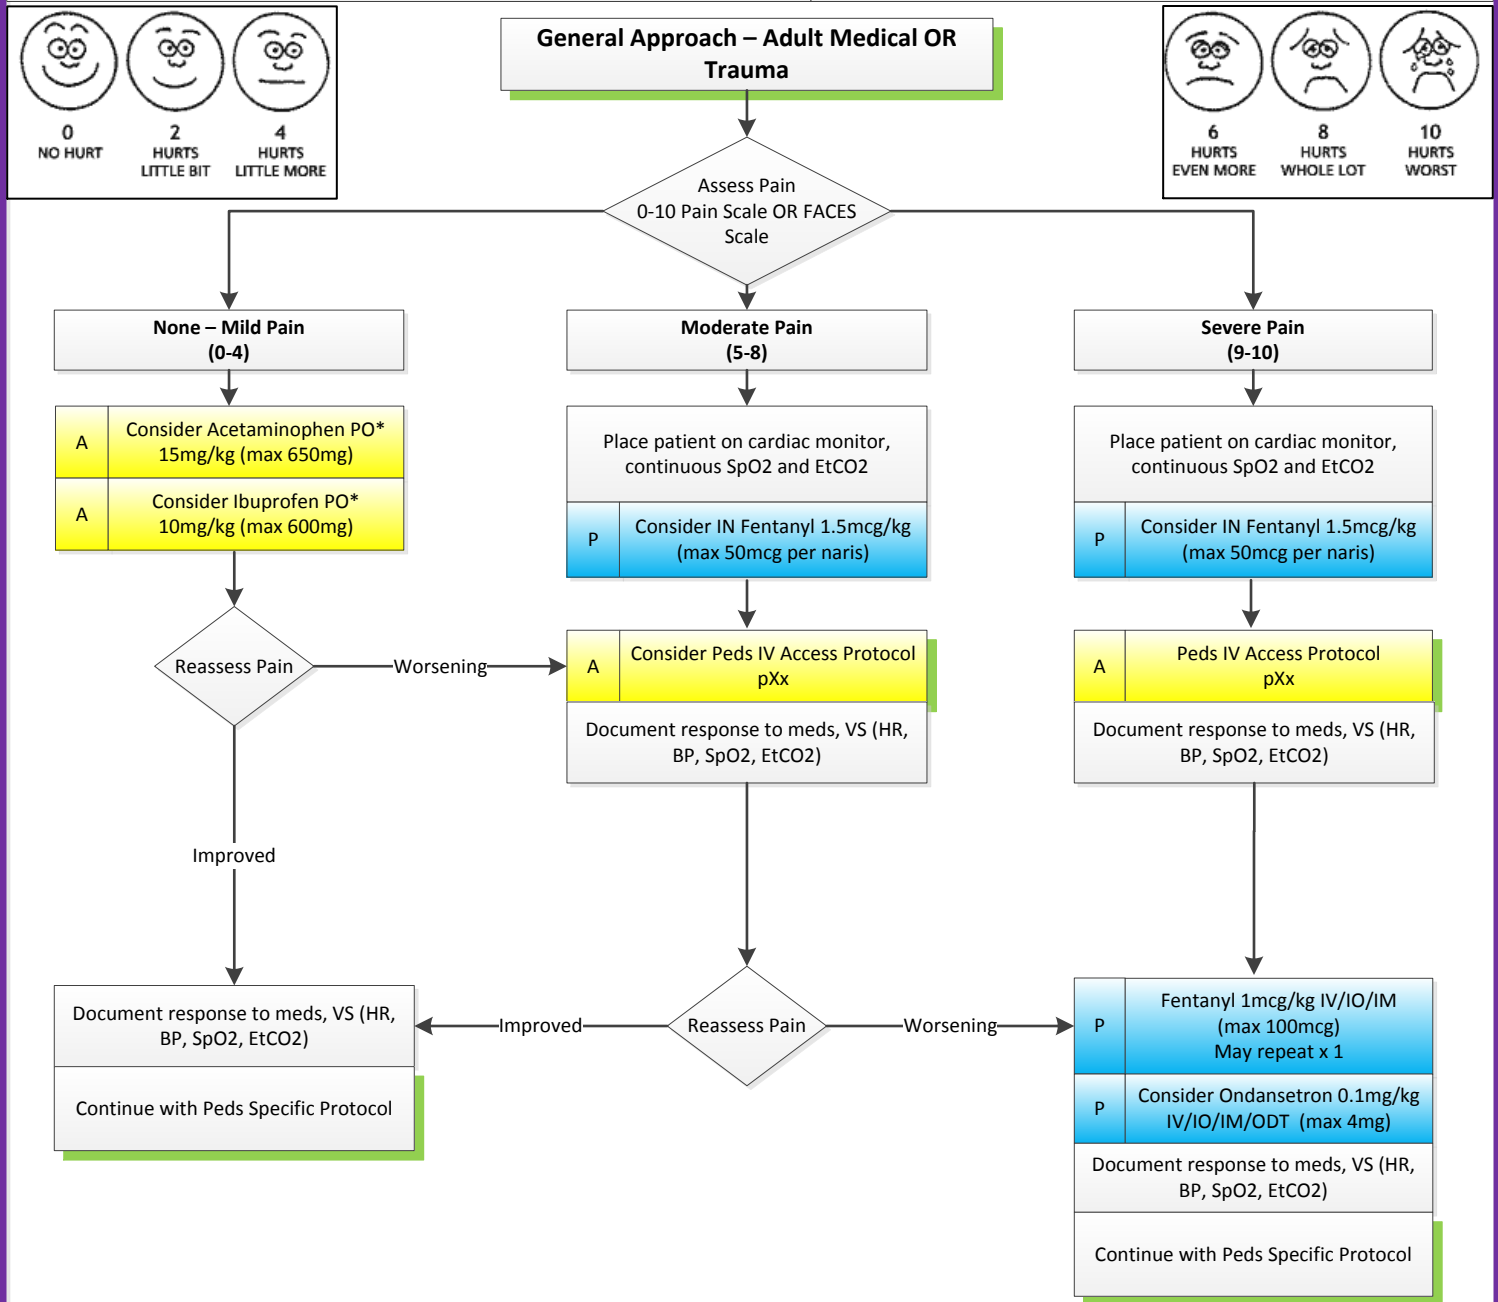 General Approach – Adult Medical OR
Trauma
0
NO HURT
2
HURTS
LITTLE BIT
4
HURTS
LITTLE MORE
6
HURTS
EVEN MORE
8
HURTS
WHOLE LOT
10
HURTS
WORST
Assess Pain
0-10 Pain Scale OR FACES
Scale
None – Mild Pain
(0-4)
Moderate Pain
(5-8)
Severe Pain
(9-10)
A
Consider Acetaminophen PO*
15mg/kg (max 650mg)
A
Consider Ibuprofen PO*
10mg/kg (max 600mg)
Place patient on cardiac monitor,
continuous SpO2 and EtCO2
P
Consider IN Fentanyl 1.5mcg/kg
(max 50mcg per naris)
Place patient on cardiac monitor,
continuous SpO2 and EtCO2
P
Consider IN Fentanyl 1.5mcg/kg
(max 50mcg per naris)
Reassess Pain
Worsening
A
Consider Peds IV Access Protocol
pXx
Document response to meds, VS (HR,
BP, SpO2, EtCO2)
A
Peds IV Access Protocol
pXx
Document response to meds, VS (HR,
BP, SpO2, EtCO2)
Improved
Document response to meds, VS (HR,
BP, SpO2, EtCO2)
Continue with Peds Specific Protocol
Improved
Reassess Pain
Worsening
P
Fentanyl 1mcg/kg IV/IO/IM
(max 100mcg)
May repeat x 1
P
Consider Ondansetron 0.1mg/kg
IV/IO/IM/ODT (max 4mg)
Document response to meds, VS (HR,
BP, SpO2, EtCO2)
Continue with Peds Specific Protocol